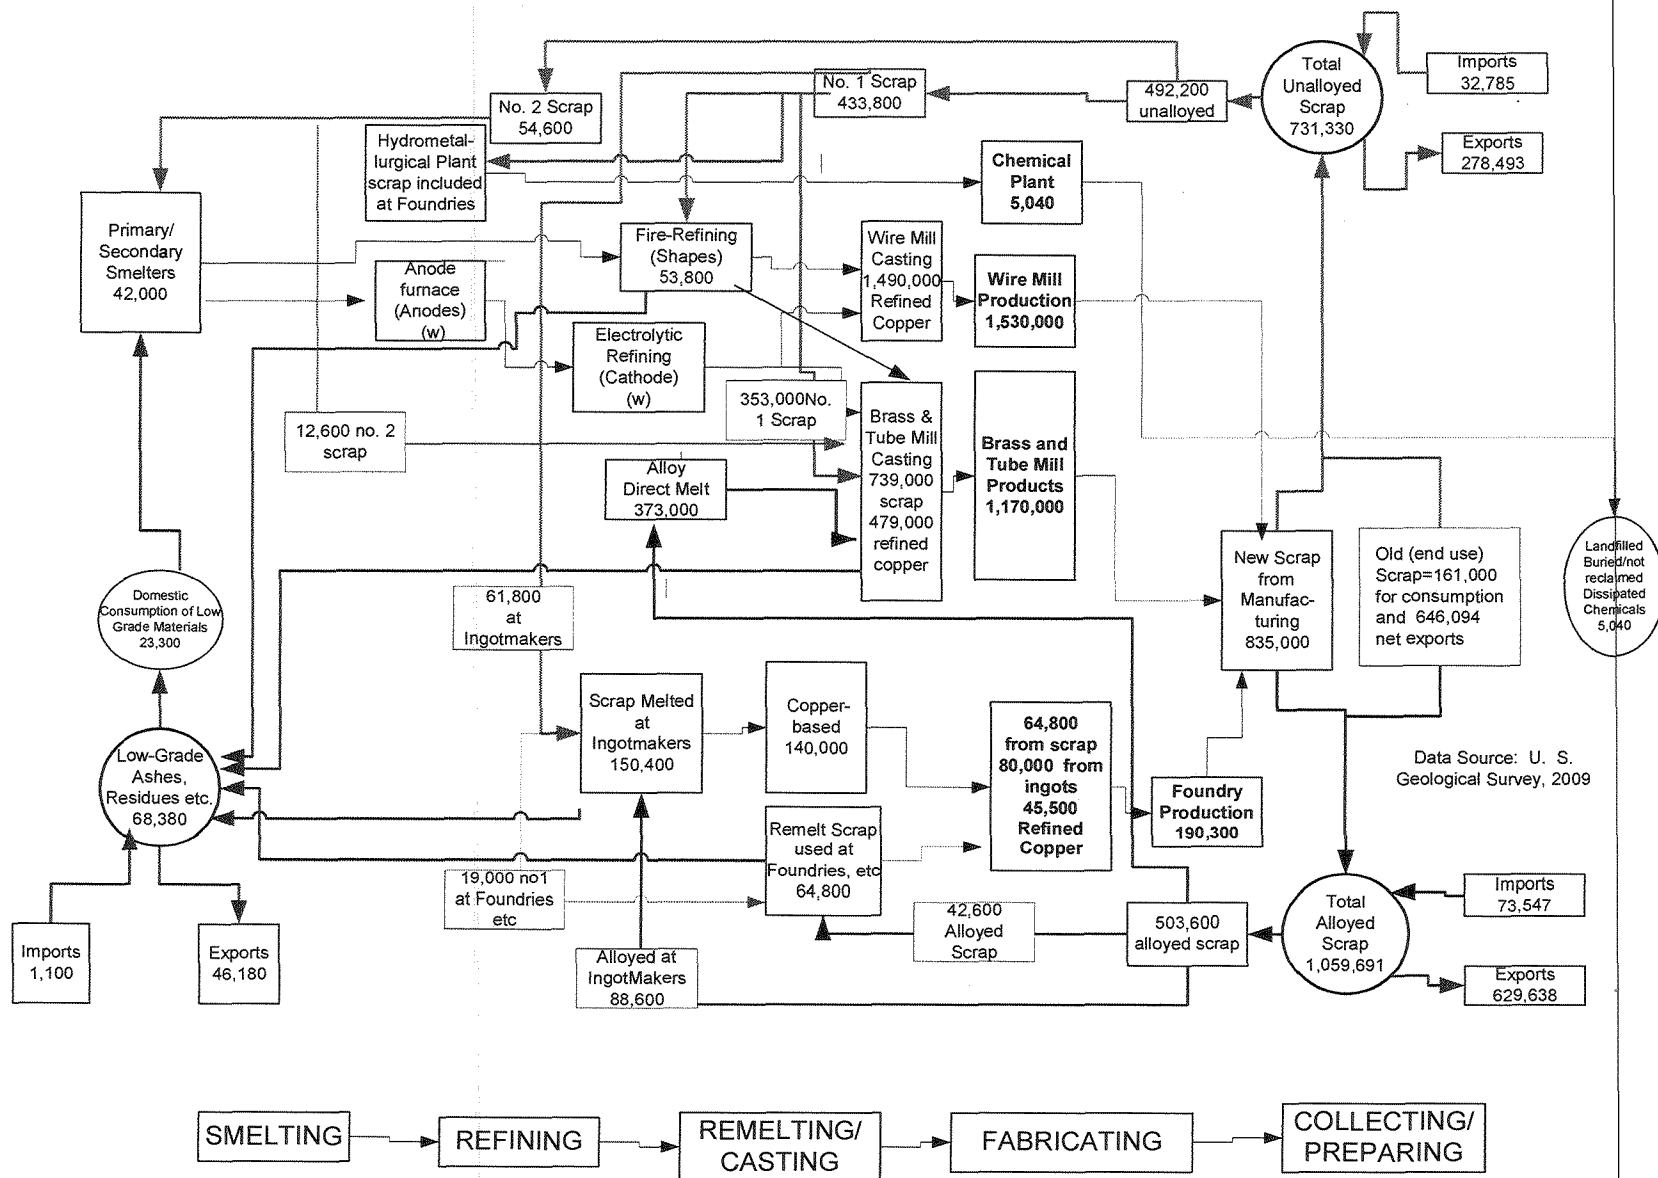 Total
Unalloyed
Scrap
731,330
Imports
32,785
Exports
278,493
492,200
unalloyed
No. 1 Scrap
433,800
No. 2 Scrap
54,600
Hydrometal-
lurgical Plant
scrap included
at Foundries
Chemical
Plant
5,040
Primary/
Secondary
Smelters
42,000
Fire-Refining
(Shapes)
53,800
Wire Mill
Casting
1,490,000
Refined
Copper
Wire Mill
Production
1,530,000
Anode
furnace
(Anodes)
(w)
Electrolytic
Refining
(Cathode)
(w)
353,000No.
1 Scrap
12,600 no. 2
scrap
Brass &
Tube Mill
Casting
739,000
scrap
479,000
refined
copper
Brass and
Tube Mill
Products
1,170,000
Alloy
Direct Melt
373,000
New Scrap
from
Manufac-
turing
835,000
Old (end use)
Scrap=161,000
for consumption
and 646,094
net exports
Landfilled
Buried/not
reclaimed
Dissipated
Chemicals
5,040
Domestic
Consumption of Low
Grade Materials
23,300
61,800
at
Ingotmakers
Scrap Melted
at
Ingotmakers
150,400
Copper-
based
140,000
64,800
from scrap
80,000 from
ingots
45,500
Refined
Copper
Foundry
Production
190,300
Data Source: U. S.
Geological Survey, 2009
Low-Grade
Ashes,
Residues etc.
68,380
Remelt Scrap
used at
Foundries, etc
64,800
19,000 no1
at Foundries
etc
Imports
1,100
Exports
46,180
Alloyed at
IngotMakers
88,600
42,600
Alloyed
Scrap
503,600
alloyed scrap
Total
Alloyed
Scrap
1,059,691
Imports
73,547
Exports
629,638
SMELTING
REFINING
REMELTING/
CASTING
FABRICATING
COLLECTING/
PREPARING